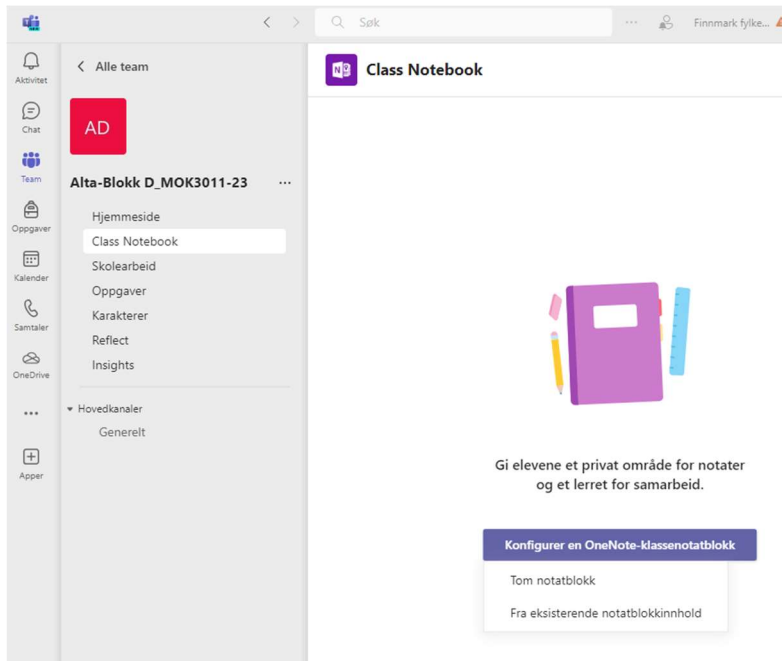 NEW
Søk
...
Finnmark fylke...
Aktivitet
Chat
Team
Oppgaver
Kalender
Samtaler
OneDrive
...
Apper
Alle team
AD
Alta-Blokk D_MOK3011-23 ...
Hjemmeside
Class Notebook
Skolearbeid
Oppgaver
Karakterer
Reflect
Insights
Hovedkanaler
Generelt
N
Class Notebook
Gi elevene et privat område for notater
og et lerret for samarbeid.
Konfigurer en OneNote-klassenotatblokk
Tom notatblokk
Fra eksisterende notatblokkinnhold